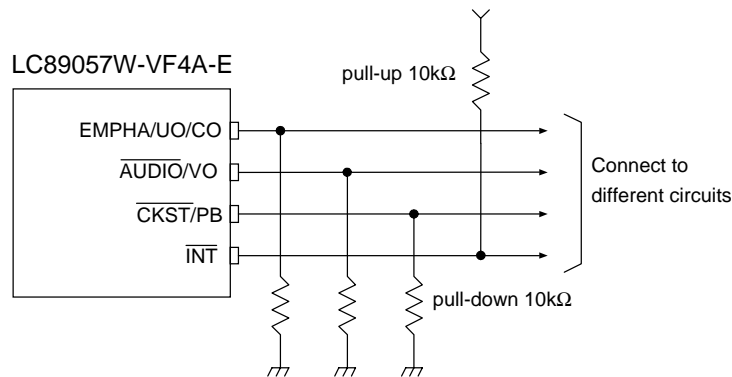 LC89057W-VF4A-E
pull-up 10kΩ
EMPHA/UO/CO
AUDIO/VO
CKST/PB
INT
Connect to
different circuits
pull-down 10kΩ